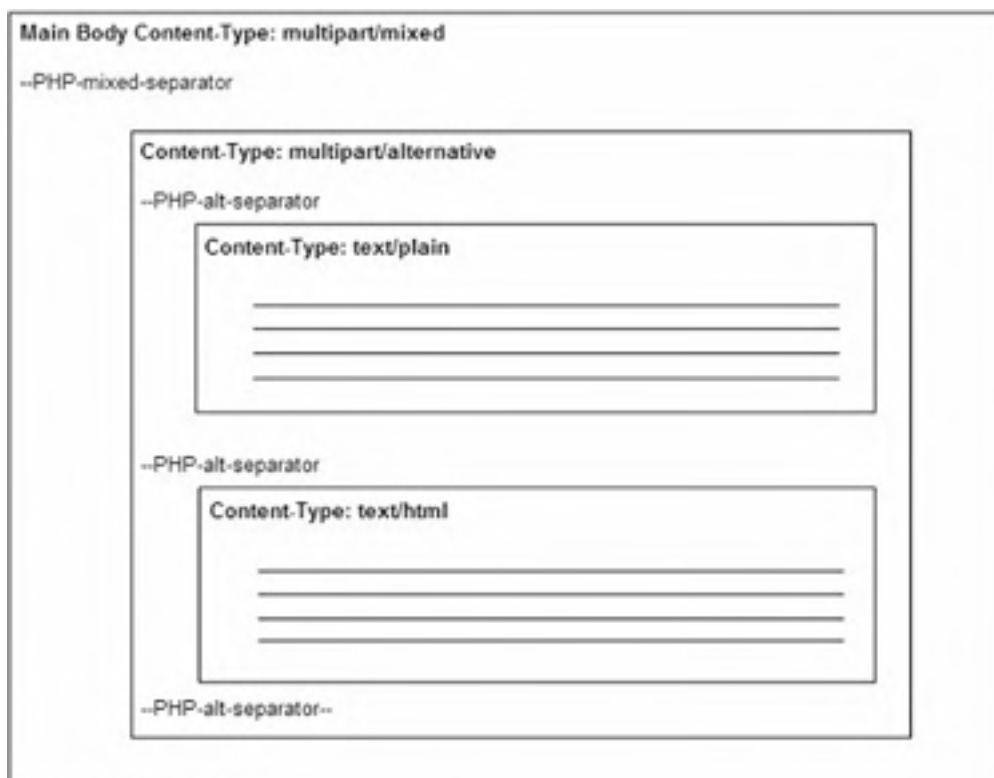 Main Body Content-Type: multipart/mixed
--PHP-mixed-separator
Content-Type: multipart/alternative
--PHP-alt-separator
Content-Type: text/plain
--PHP-alt-separator
Content-Type: text/html
--PHP-alt-separator--